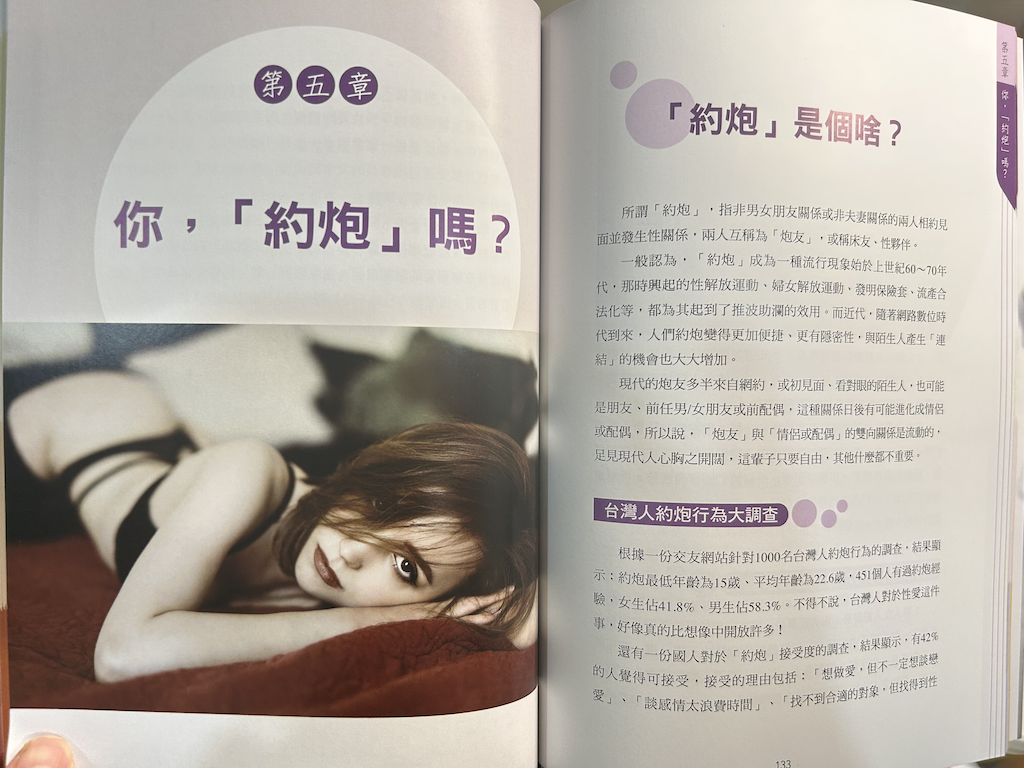 第五章
你，「約炮」嗎？
第五章 你，「約炮」嗎？
「約炮」是個啥？
所謂「約炮」，指非男女朋友關係或非夫妻關係的兩人相約見
面並發生性關係，兩人互稱為「炮友」，或稱床友、性夥伴。
一般認為，「約炮」成為一種流行現象始於上世紀60～70年
代，那時興起的性解放運動、婦女解放運動、發明保險套、流產合
法化等，都為其起到了推波助瀾的效用。而近代，隨著網路數位時
代到來，人們約炮變得更加便捷、更有隱密性，與陌生人產生「連
結」的機會也大大增加。
現代的炮友多半來自網約，或初見面、看對眼的陌生人，也可能
是朋友、前任男/女朋友或前配偶，這種關係日後有可能進化成情侶
或配偶，所以說，「炮友」與「情侶或配偶」的雙向關係是流動的，
足見現代人心胸之開闊，這輩子只要自由，其他什麼都不重要。
台灣人約炮行為大調查
根據一份交友網站針對1000名台灣人約炮行為的調查，結果顯
示：約炮最低年齡為15歲、平均年齡為22.6歲，451個人有過約炮經
驗，女生佔41.8%、男生佔58.3%。不得不說，台灣人對於性愛這件
事，好像真的比想像中開放許多！
還有一份國人對於「約炮」接受度的調查，結果顯示，有42%
的人覺得可接受，接受的理由包括：「想做愛，但不一定想談戀
愛」、「談感情太浪費時間」、「找不到合適的對象，但找得到性
133